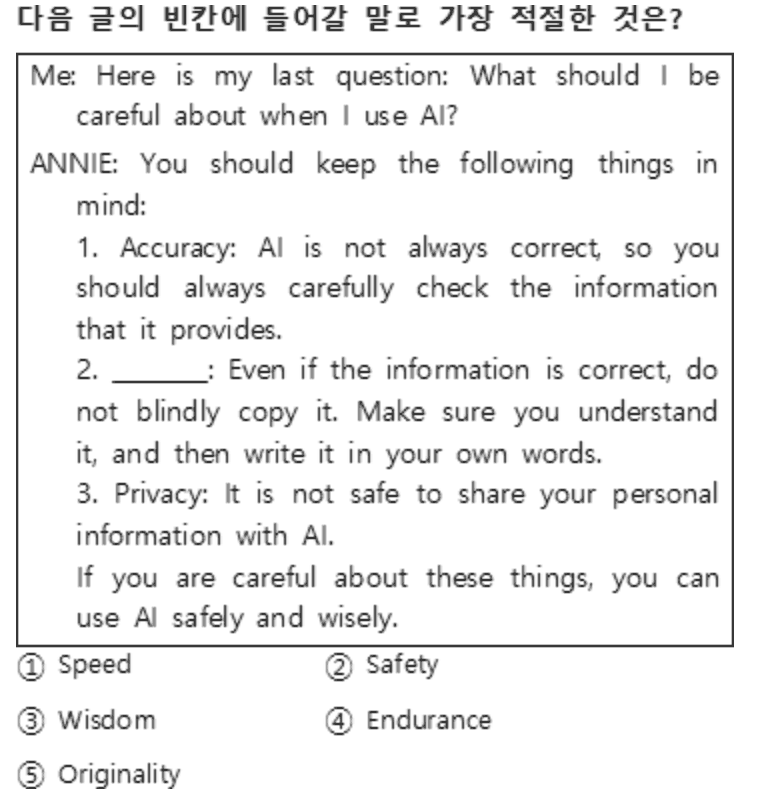 다음 글의 빈칸에 들어갈 말로 가장 적절한 것은?
Me: Here is my last question: What should I be
careful about when I use AI?
ANNIE: You should keep the following things in
mind:
1. Accuracy: AI is not always correct, so you
should always carefully check the information
that it provides.
2. _______: Even if the information is correct, do
not blindly copy it. Make sure you understand
it, and then write it in your own words.
3. Privacy: It is not safe to share your personal
information with AI.
If you are careful about these things, you can
use AI safely and wisely.
① Speed ② Safety
③ Wisdom ④ Endurance
⑤ Originality